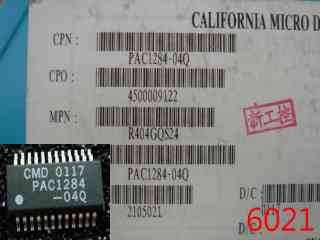 CALIFORNIA MICRO D
CPN :
PAC1284-04Q
CPO :
4500009122
MPN :
R404GQS24
PAC1284-04Q
2105021
新工控
D/C :
D/C
CMD 0117
PAC1284
-04Q
6021